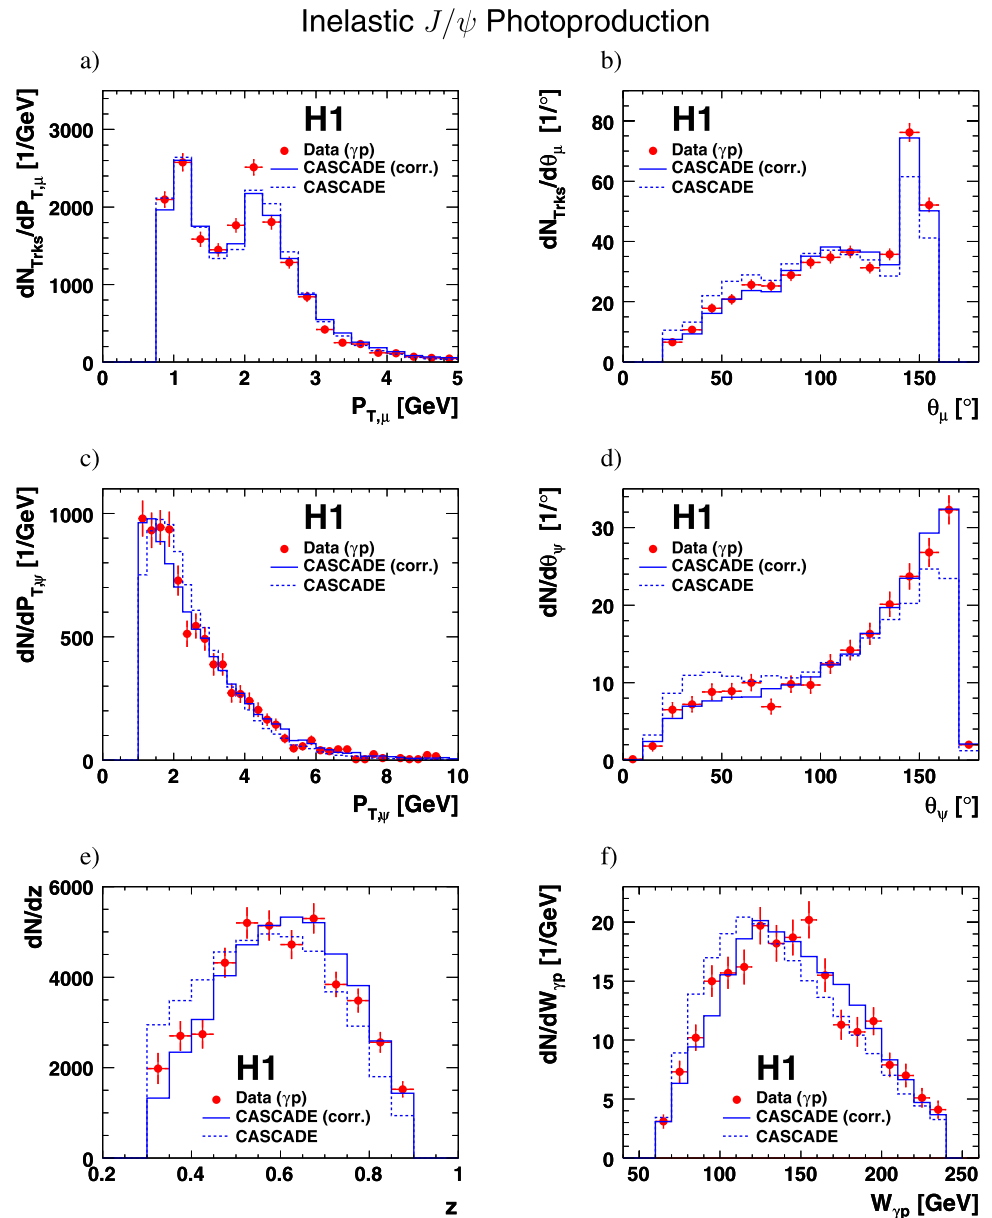 Inelastic J/ψ Photoproduction
a)
dN_Trks/dP_T,μ [1/GeV]
3000
2000
1000
0
H1
Data (γp)
CASCADE (corr.)
CASCADE
0 1 2 3 4 5
P_T,μ [GeV]
b)
dN_Trks/dθ_μ [1/°]
80
60
40
20
0
H1
Data (γp)
CASCADE (corr.)
CASCADE
0 50 100 150
θ_μ [°]
c)
dN/dP_T,ψ [1/GeV]
1000
500
0
H1
Data (γp)
CASCADE (corr.)
CASCADE
0 2 4 6 8 10
P_T,ψ [GeV]
d)
dN/dθ_ψ [1/°]
30
20
10
0
H1
Data (γp)
CASCADE (corr.)
CASCADE
0 50 100 150
θ_ψ [°]
e)
dN/dz
6000
4000
2000
0
H1
Data (γp)
CASCADE (corr.)
CASCADE
0.2 0.4 0.6 0.8 1
z
f)
dN/dW_γp [1/GeV]
20
15
10
5
0
H1
Data (γp)
CASCADE (corr.)
CASCADE
50 100 150 200 250
W_γp [GeV]